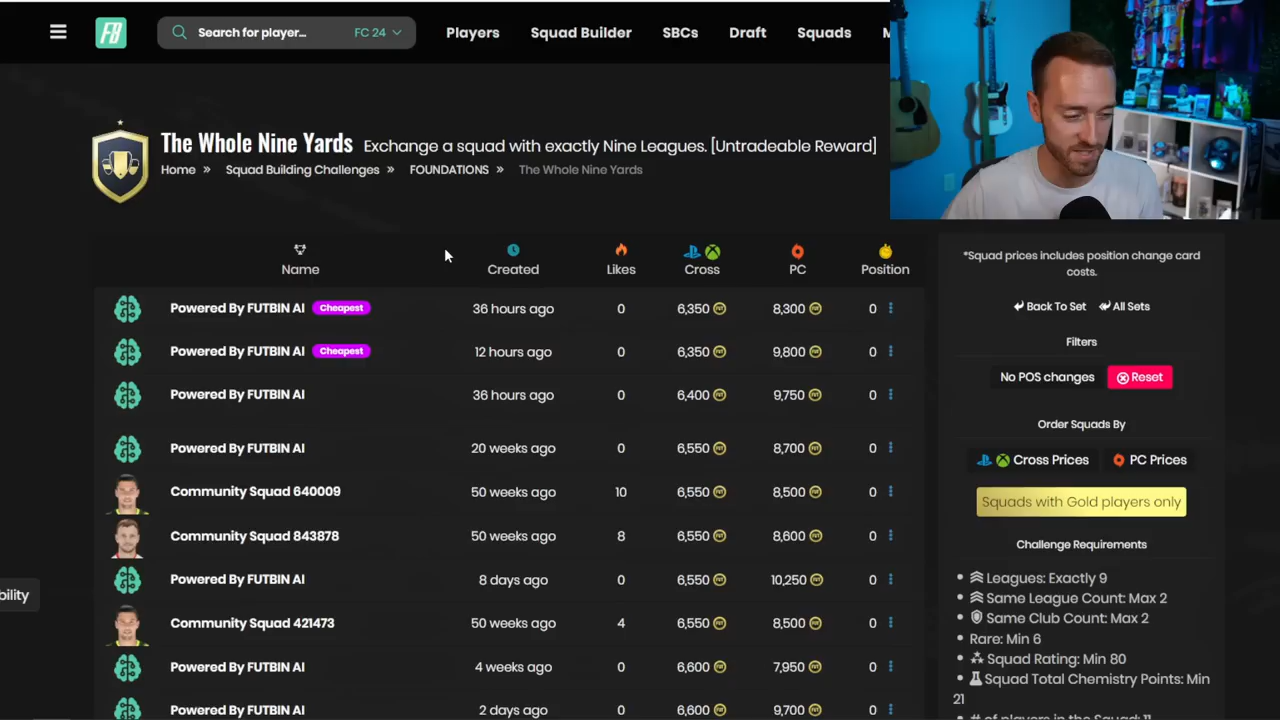 FB Search for player... FC 24 Players Squad Builder SBCs Draft Squads M
The Whole Nine Yards Exchange a squad with exactly Nine Leagues. [Untradeable Reward]
Home » Squad Building Challenges » FOUNDATIONS » The Whole Nine Yards
Name Created Likes Cross PC Position
Powered By FUTBIN AI Cheapest 36 hours ago 0 6,350 8,300 0
Powered By FUTBIN AI Cheapest 12 hours ago 0 6,350 9,800 0
Powered By FUTBIN AI 36 hours ago 0 6,400 9,750 0
Powered By FUTBIN AI 20 weeks ago 0 6,550 8,700 0
Community Squad 640009 50 weeks ago 10 6,550 8,500 0
Community Squad 843878 50 weeks ago 8 6,550 8,600 0
Powered By FUTBIN AI 8 days ago 0 6,550 10,250 0
Community Squad 421473 50 weeks ago 4 6,550 8,500 0
Powered By FUTBIN AI 4 weeks ago 0 6,600 7,950 0
Powered By FUTBIN AI 2 days ago 0 6,600 9,700 0
bility
*Squad prices includes position change card
costs.
Back To Set All Sets
Filters
No POS changes Reset
Order Squads By
Cross Prices PC Prices
Squads with Gold players only
Challenge Requirements
Leagues: Exactly 9
Same League Count: Max 2
Same Club Count: Max 2
Rare: Min 6
Squad Rating: Min 80
Squad Total Chemistry Points: Min
21
# of players in the Squad: 11